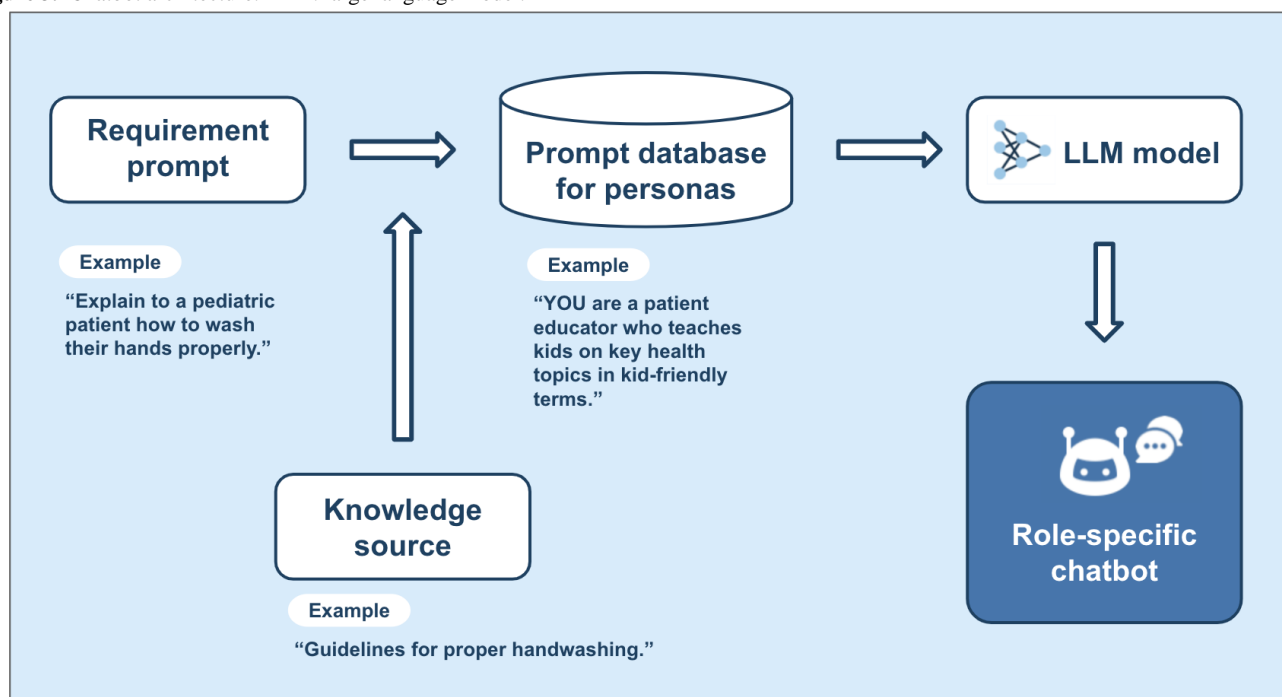 Requirement
prompt
Example
“Explain to a pediatric
patient how to wash
their hands properly.”
Prompt database
for personas
Example
“YOU are a patient
educator who teaches
kids on key health
topics in kid-friendly
terms.”
LLM model
Knowledge
source
Example
“Guidelines for proper handwashing.”
Role-specific
chatbot